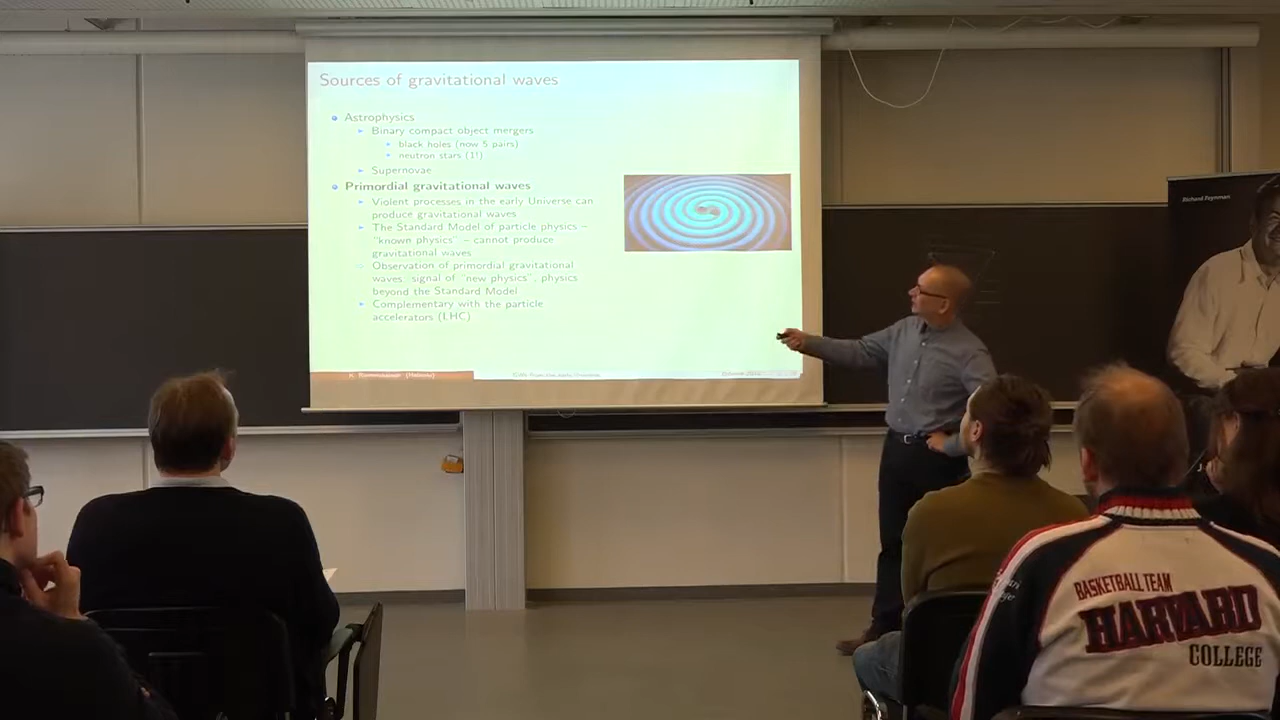 Sources of gravitational waves
Astrophysics
Binary compact object mergers
black holes (now 5 pairs)
neutron stars (1!)
Supernovae
Primordial gravitational waves
Violent processes in the early Universe can
produce gravitational waves
The Standard Model of particle physics –
"known physics" – cannot produce
gravitational waves
Observation of primordial gravitational
waves: signal of "new physics", physics
beyond the Standard Model
Complementary with the particle
accelerators (LHC)
Richard Feynman
BASKETBALL TEAM
HARVARD
COLLEGE